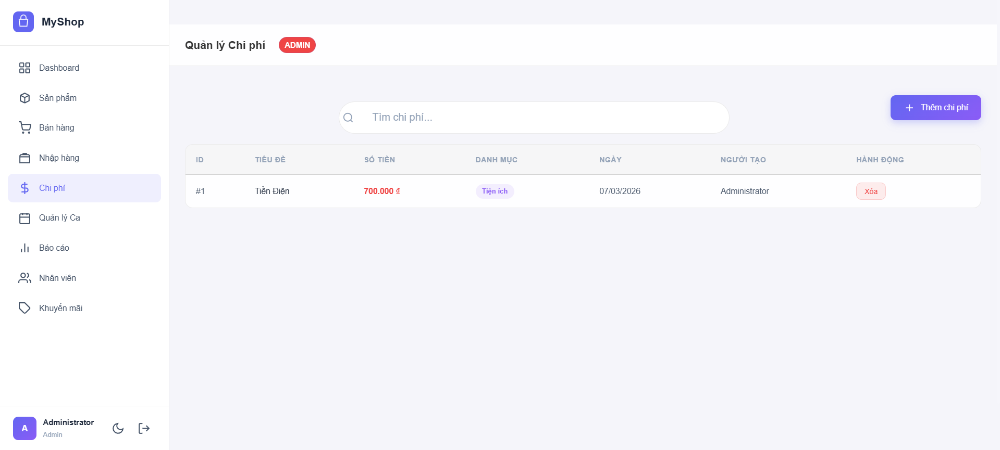 MyShop
Dashboard
Sản phẩm
Bán hàng
Nhập hàng
Chi phí
Quản lý Ca
Báo cáo
Nhân viên
Khuyến mãi
A
Administrator
Admin
Quản lý Chi phí ADMIN
Tìm chi phí...
Thêm chi phí
ID TIÊU ĐỀ SỐ TIỀN DANH MỤC NGÀY NGƯỜI TẠO HÀNH ĐỘNG
#1 Tiền Điện 700.000 ₫ Tiện ích 07/03/2026 Administrator Xóa